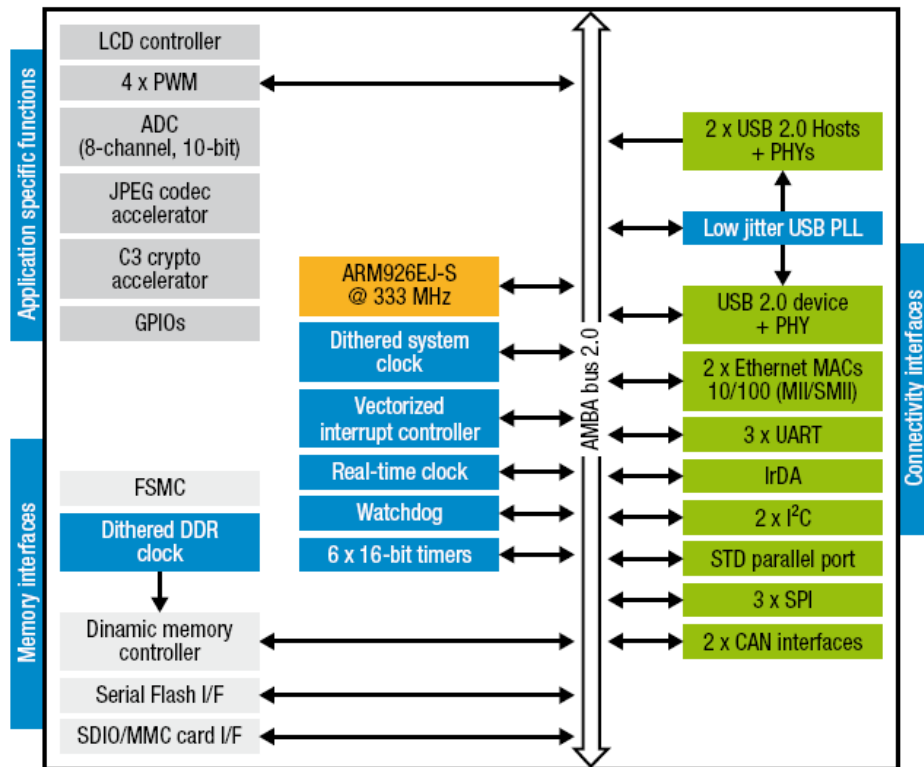 Application specific functions
LCD controller
4 x PWM
ADC
(8-channel, 10-bit)
JPEG codec
accelerator
C3 crypto
accelerator
GPIOs
Memory interfaces
FSMC
Dithered DDR
clock
Dinamic memory
controller
Serial Flash I/F
SDIO/MMC card I/F
ARM926EJ-S
@ 333 MHz
Dithered system
clock
Vectorized
interrupt controller
Real-time clock
Watchdog
6 x 16-bit timers
AMBA bus 2.0
2 x USB 2.0 Hosts
+ PHYs
Low jitter USB PLL
USB 2.0 device
+ PHY
2 x Ethernet MACs
10/100 (MII/SMII)
3 x UART
IrDA
2 x I²C
STD parallel port
3 x SPI
2 x CAN interfaces
Connectivity interfaces